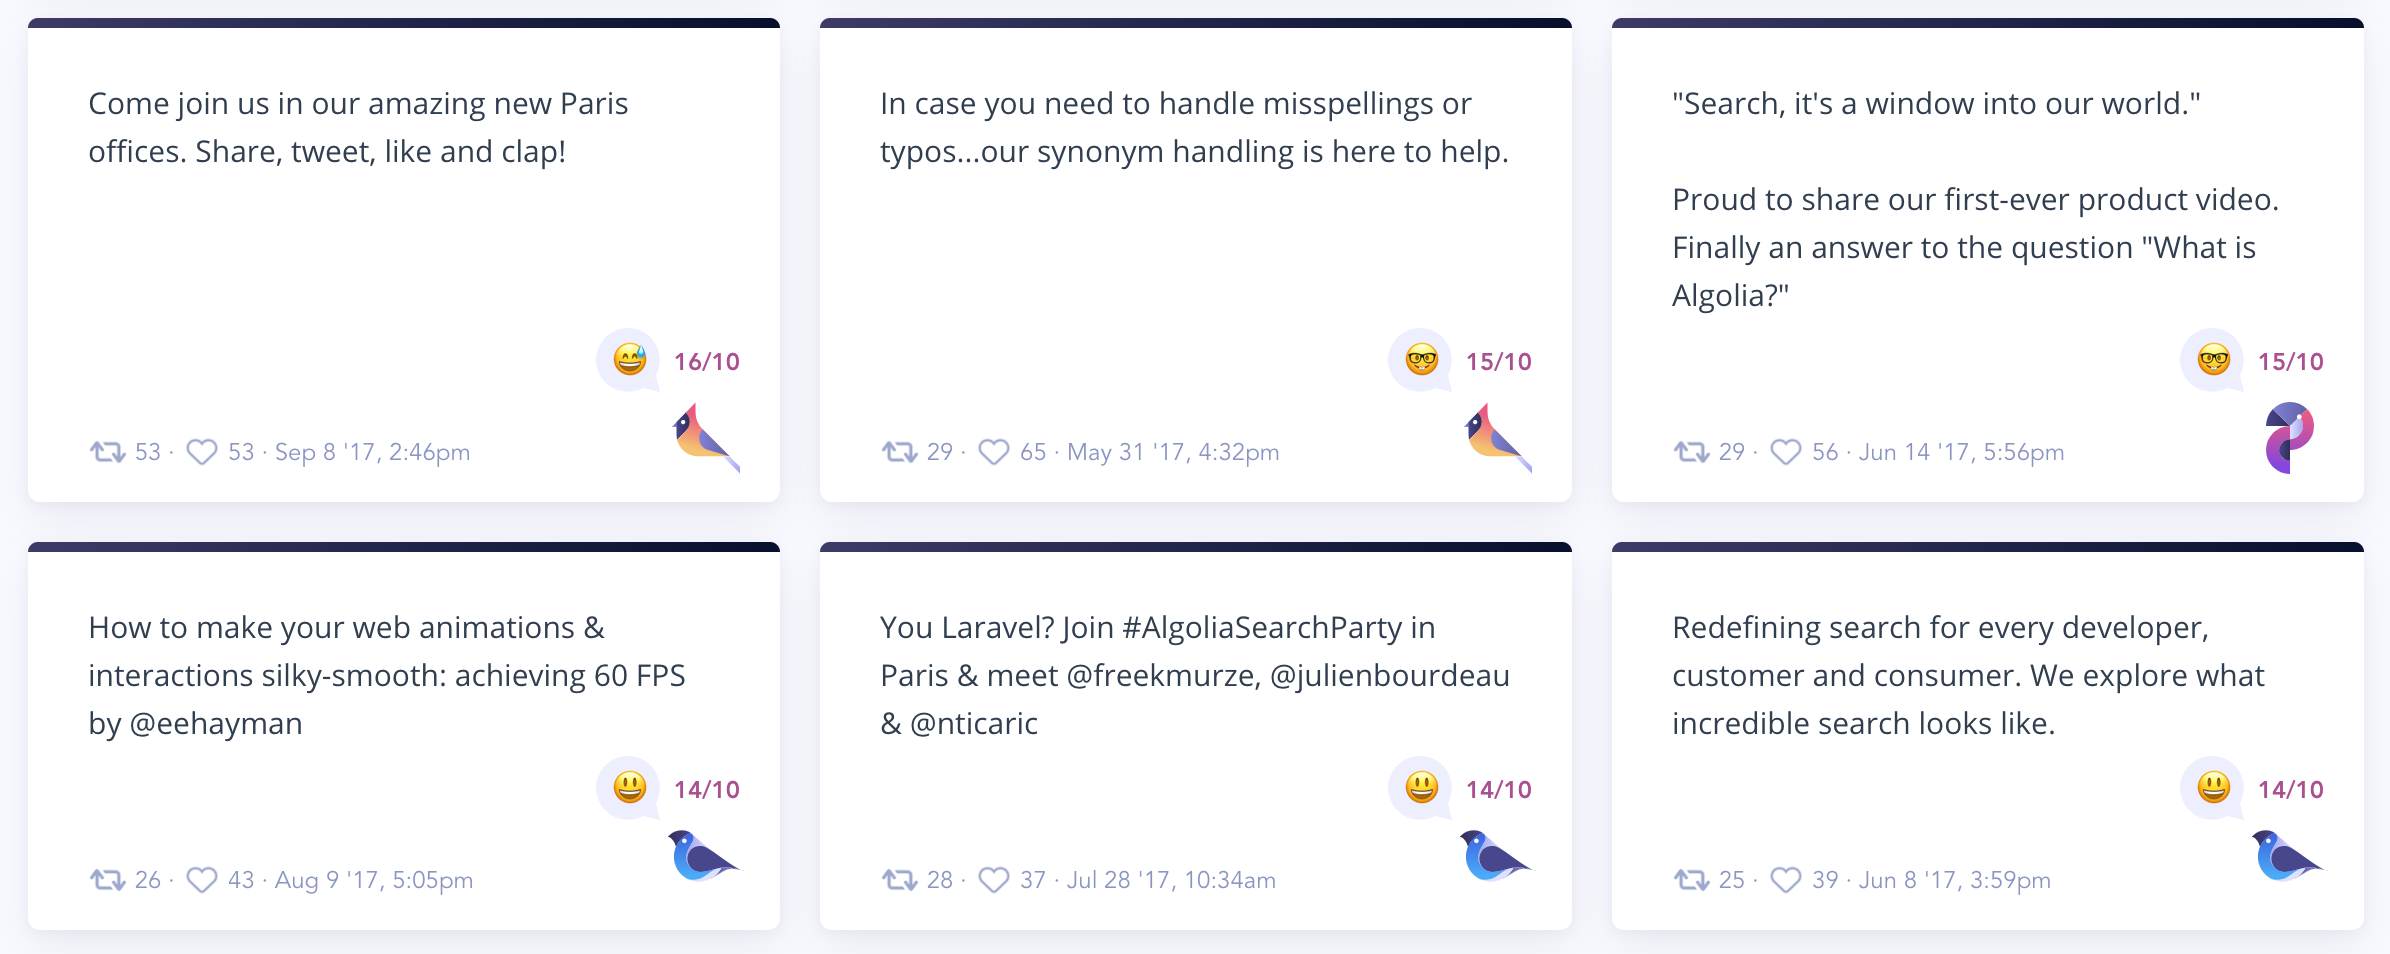 Come join us in our amazing new Paris
offices. Share, tweet, like and clap!
16/10
53 · 53 · Sep 8 '17, 2:46pm
In case you need to handle misspellings or
typos...our synonym handling is here to help.
15/10
29 · 65 · May 31 '17, 4:32pm
"Search, it's a window into our world."
Proud to share our first-ever product video.
Finally an answer to the question "What is
Algolia?"
15/10
29 · 56 · Jun 14 '17, 5:56pm
How to make your web animations &
interactions silky-smooth: achieving 60 FPS
by @eehayman
14/10
26 · 43 · Aug 9 '17, 5:05pm
You Laravel? Join #AlgoliaSearchParty in
Paris & meet @freekmurze, @julienbourdeau
& @nticaric
14/10
28 · 37 · Jul 28 '17, 10:34am
Redefining search for every developer,
customer and consumer. We explore what
incredible search looks like.
14/10
25 · 39 · Jun 8 '17, 3:59pm